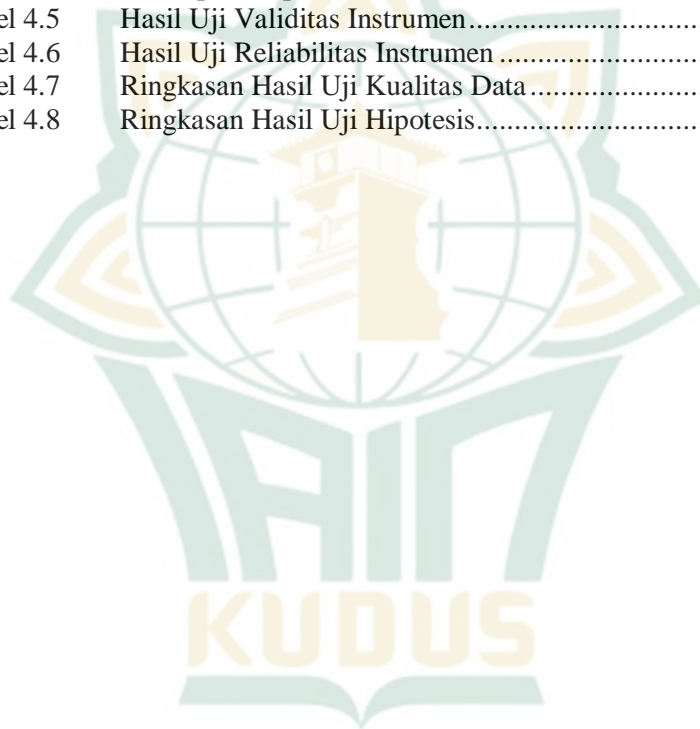 el 4.5 Hasil Uji Validitas Instrumen............................
el 4.6 Hasil Uji Reliabilitas Instrumen .......................
el 4.7 Ringkasan Hasil Uji Kualitas Data...................
el 4.8 Ringkasan Hasil Uji Hipotesis..........................
IAIN
KUDUS